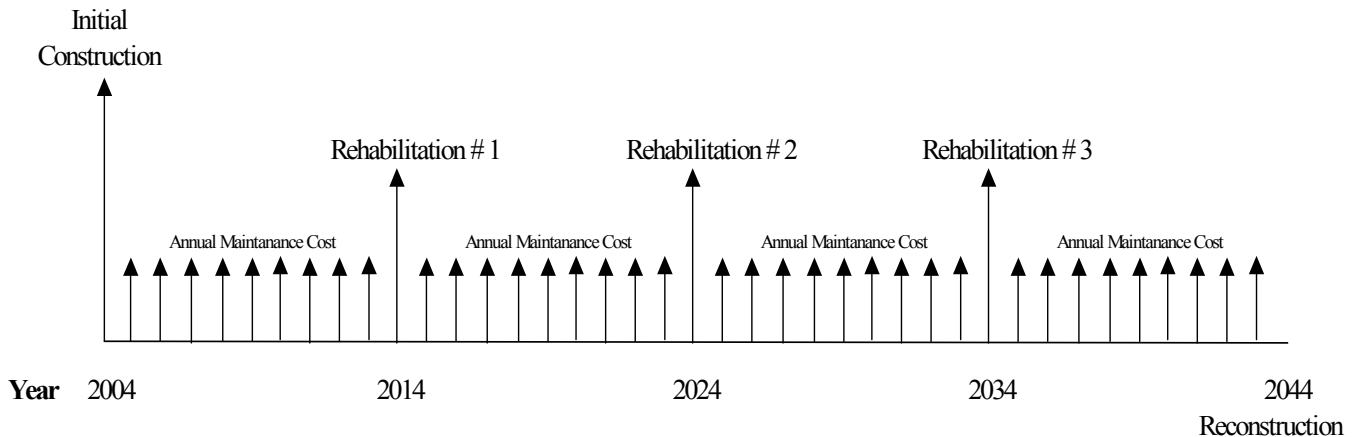 Initial
Construction
Rehabilitation # 1
Rehabilitation # 2
Rehabilitation # 3
Annual Maintanance Cost
Annual Maintanance Cost
Annual Maintanance Cost
Annual Maintanance Cost
Year 2004 2014 2024 2034 2044
Reconstruction